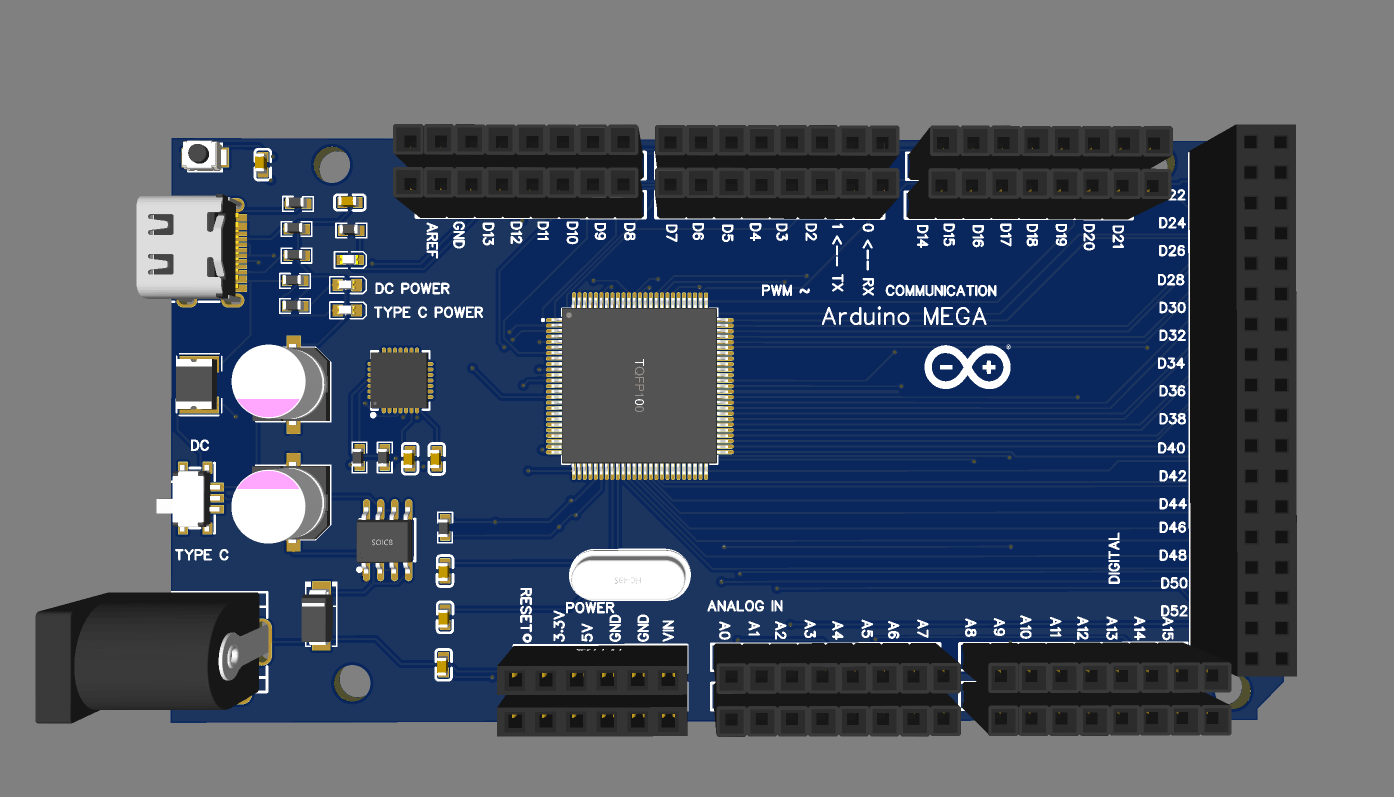 AREF GND D13 D12 D11 D10 D9 D8 D7 D6 D5 D4 D3 D2 1 <--- TX 0 <--- RX D14 D15 D16 D17 D18 D19 D20 D21
22
D24
D26
D28
D30
D32
D34
D36
D38
D40
D42
D44
D46
D48
D50
D52
DC POWER
TYPE C POWER
PWM ~
COMMUNICATION
Arduino MEGA
®
TQFP100
DC
TYPE C
SOIC8
DIGITAL
POWER
RESET 3.3V 5V GND GND VIN
ANALOG IN
A0 A1 A2 A3 A4 A5 A6 A7 A8 A9 A10 A11 A12 A13 A14 A15